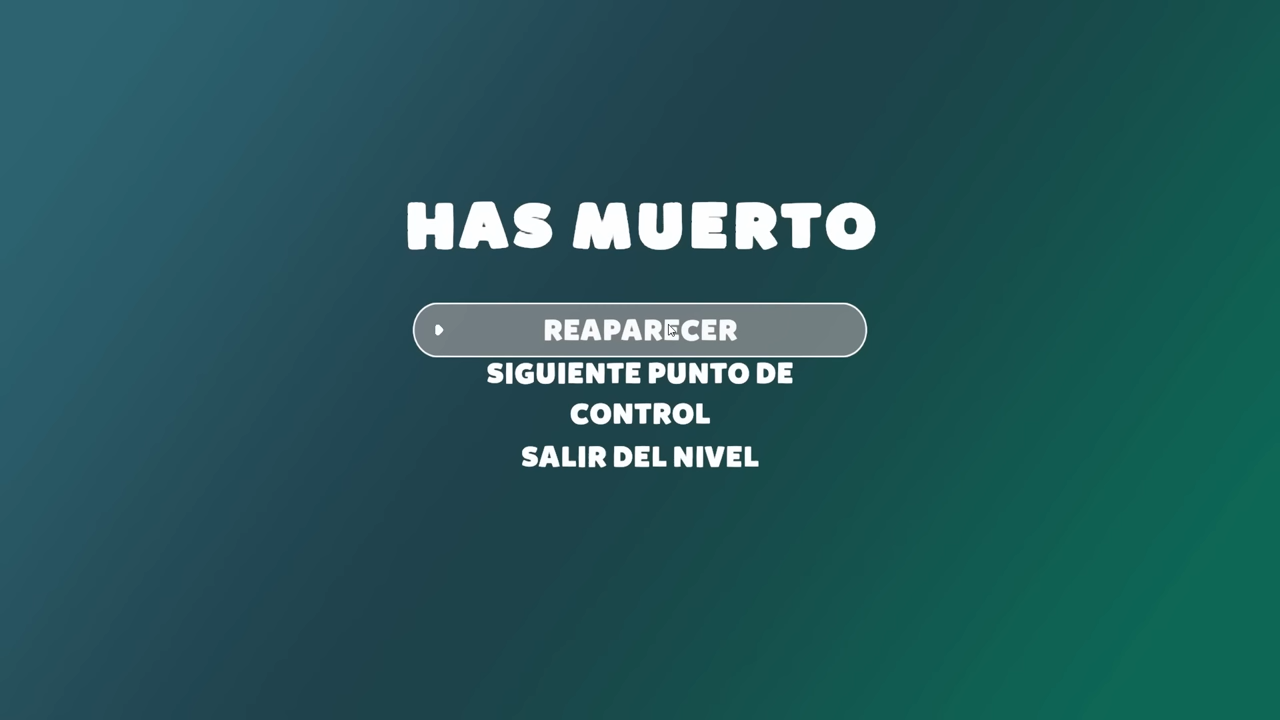 HAS MUERTO
REAPARECER
SIGUIENTE PUNTO DE
CONTROL
SALIR DEL NIVEL